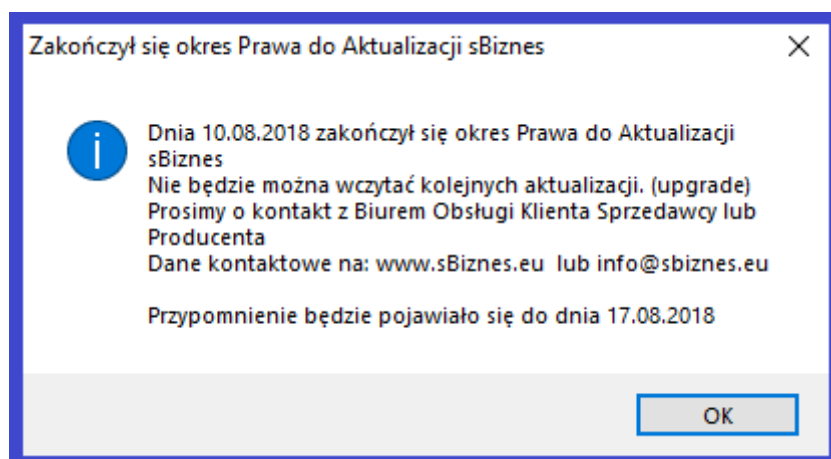 Zakończył się okres Prawa do Aktualizacji sBiznes
Dnia 10.08.2018 zakończył się okres Prawa do Aktualizacji
sBiznes
Nie będzie można wczytać kolejnych aktualizacji. (upgrade)
Prosimy o kontakt z Biurem Obsługi Klienta Sprzedawcy lub
Producenta
Dane kontaktowe na: www.sBiznes.eu lub info@sbiznes.eu
Przypomnienie będzie pojawiało się do dnia 17.08.2018
OK